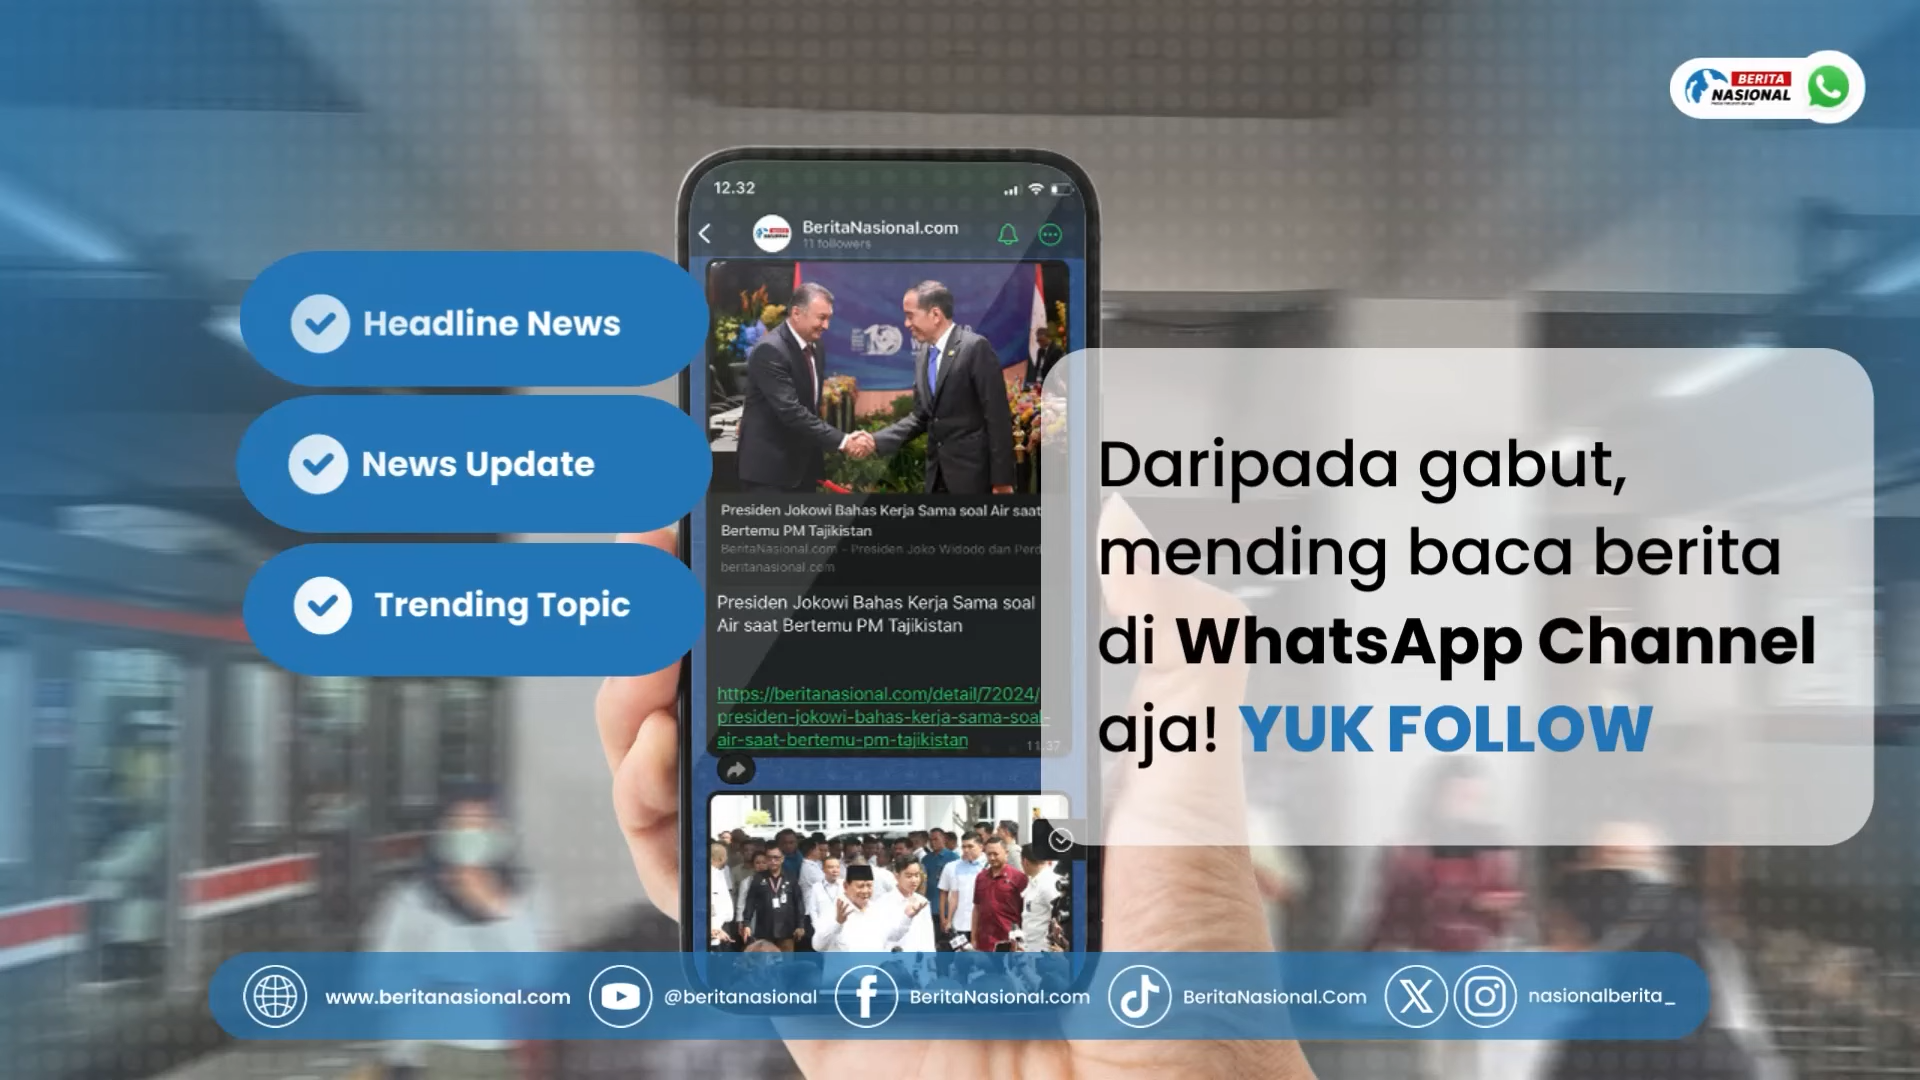 BERITA
NASIONAL
12.32
BeritaNasional.com
11 followers
Headline News
News Update
Trending Topic
10
Presiden Jokowi Bahas Kerja Sama soal Air saat
Bertemu PM Tajikistan
BeritaNasional.com - Presiden Joko Widodo dan Perd
beritanasional.com
Presiden Jokowi Bahas Kerja Sama soal
Air saat Bertemu PM Tajikistan
https://beritanasional.com/detail/72024/
presiden-jokowi-bahas-kerja-sama-soal-
air-saat-bertemu-pm-tajikistan
11.37
Daripada gabut,
mending baca berita
di WhatsApp Channel
aja! YUK FOLLOW
www.beritanasional.com
@beritanasional
BeritaNasional.com
BeritaNasional.Com
nasionalberita_